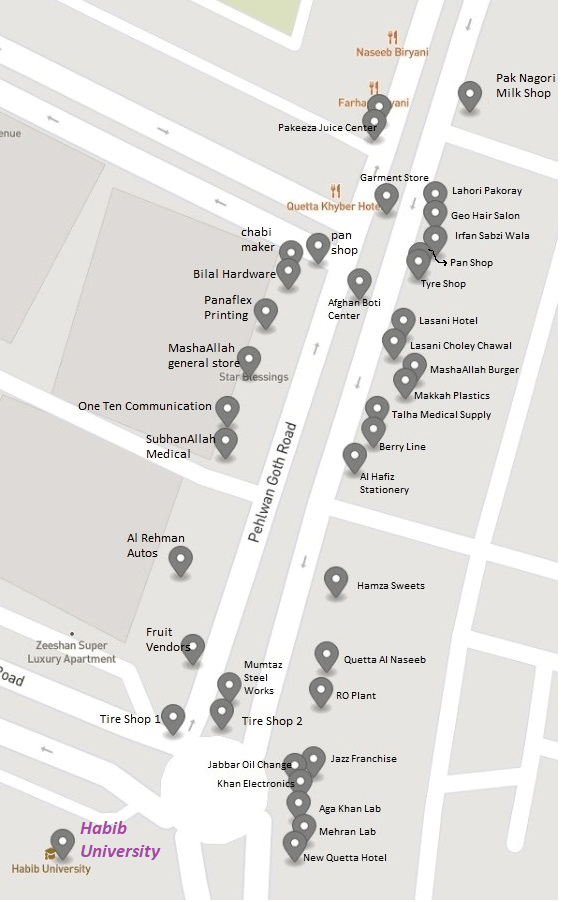 Naseeb Biryani
Pak Nagori
Milk Shop
Farha
yani
Pakeeza Juice Center
enue
Garment Store
Lahori Pakoray
Quetta Khyber Hote
Geo Hair Salon
chabi
maker
pan
shop
Irfan Sabzi Wala
Pan Shop
Bilal Hardware
Tyre Shop
Afghan Boti
Center
Panaflex
Printing
Lasani Hotel
MashaAllah
general store
Lasani Choley Chawal
Star Blessings
MashaAllah Burger
Makkah Plastics
One Ten Communication
Talha Medical Supply
SubhanAllah
Medical
Berry Line
Al Hafiz
Stationery
Pehlwan Goth Road
Al Rehman
Autos
Hamza Sweets
Fruit
Vendors
Zeeshan Super
Luxury Apartment
Mumtaz
Steel
Works
Quetta Al Naseeb
Road
RO Plant
Tire Shop 1
Tire Shop 2
Jabbar Oil Change
Jazz Franchise
Khan Electronics
Aga Khan Lab
Habib
University
Mehran Lab
Habib University
New Quetta Hotel